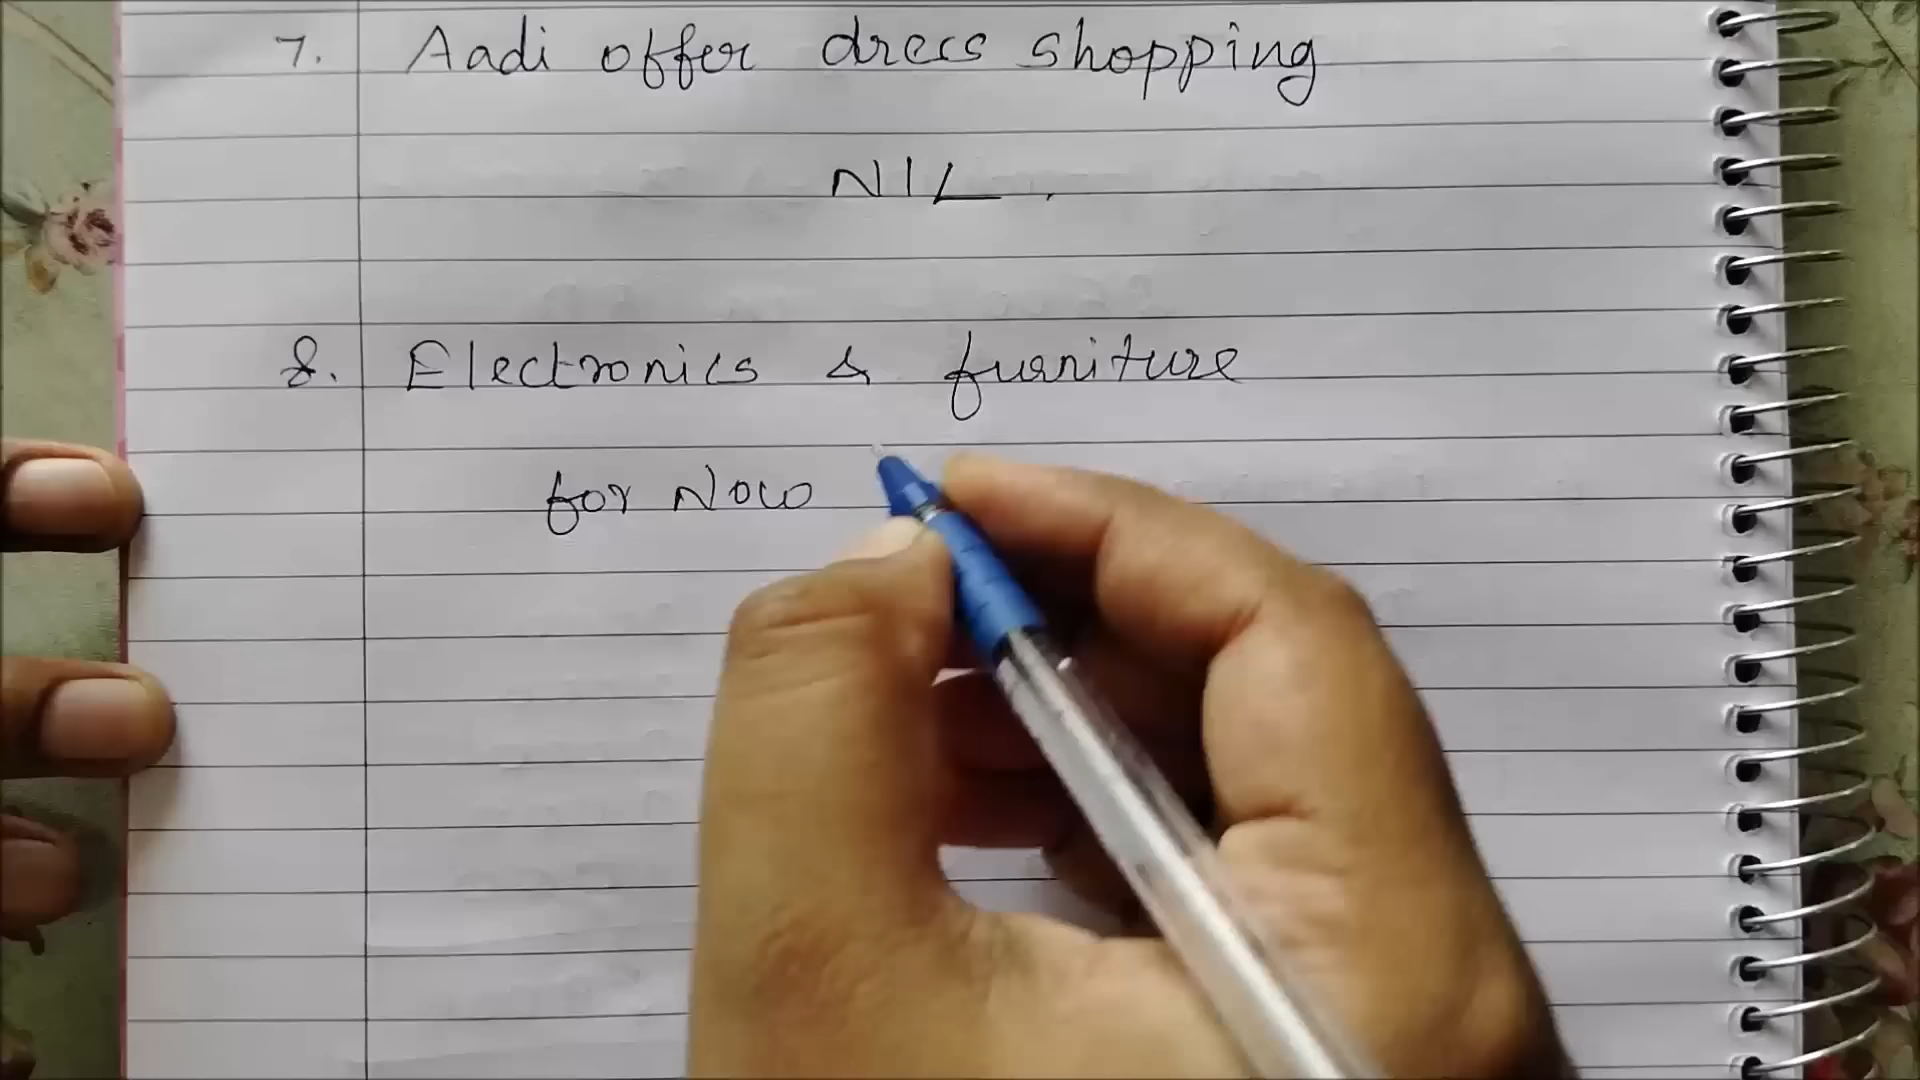 7. Aadi offer dress shopping
NIL.
8. Electronics & furniture
for Now